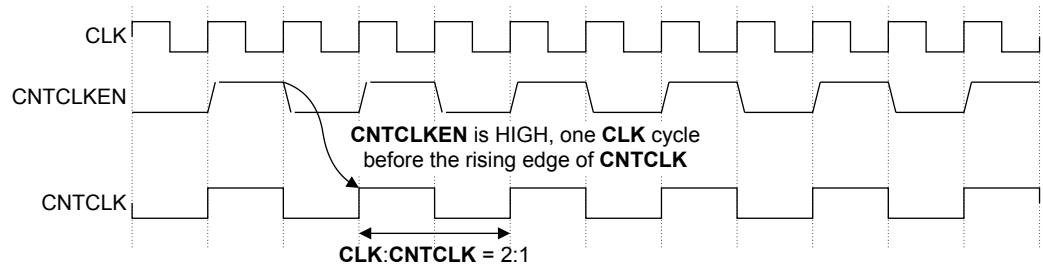 CLK
CNTCLKEN
CNTCLKEN is HIGH, one CLK cycle
before the rising edge of CNTCLK
CNTCLK
CLK:CNTCLK = 2:1